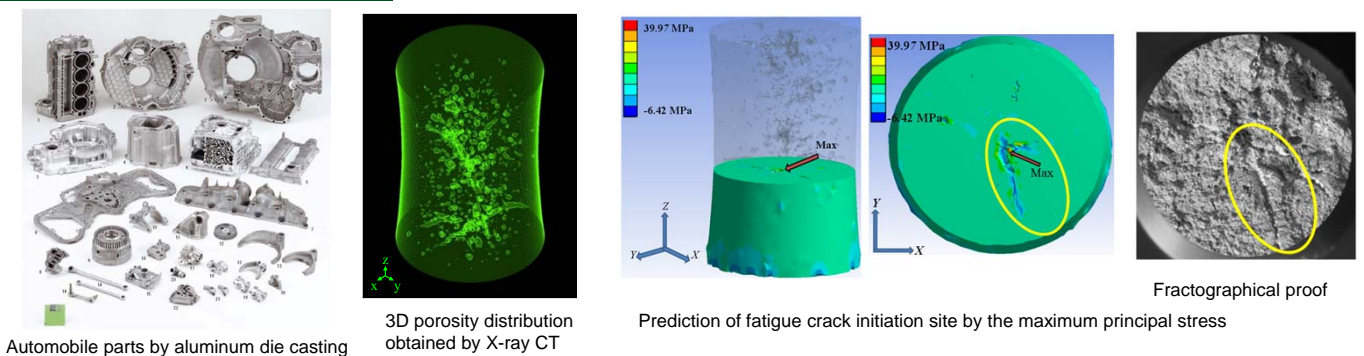 39.97 MPa
-6.42 MPa
Max
Z
Y
X
39.97 MPa
-6.42 MPa
Max
Y
X
z
x
y
Fractographical proof
3D porosity distribution
obtained by X-ray CT
Prediction of fatigue crack initiation site by the maximum principal stress
Automobile parts by aluminum die casting